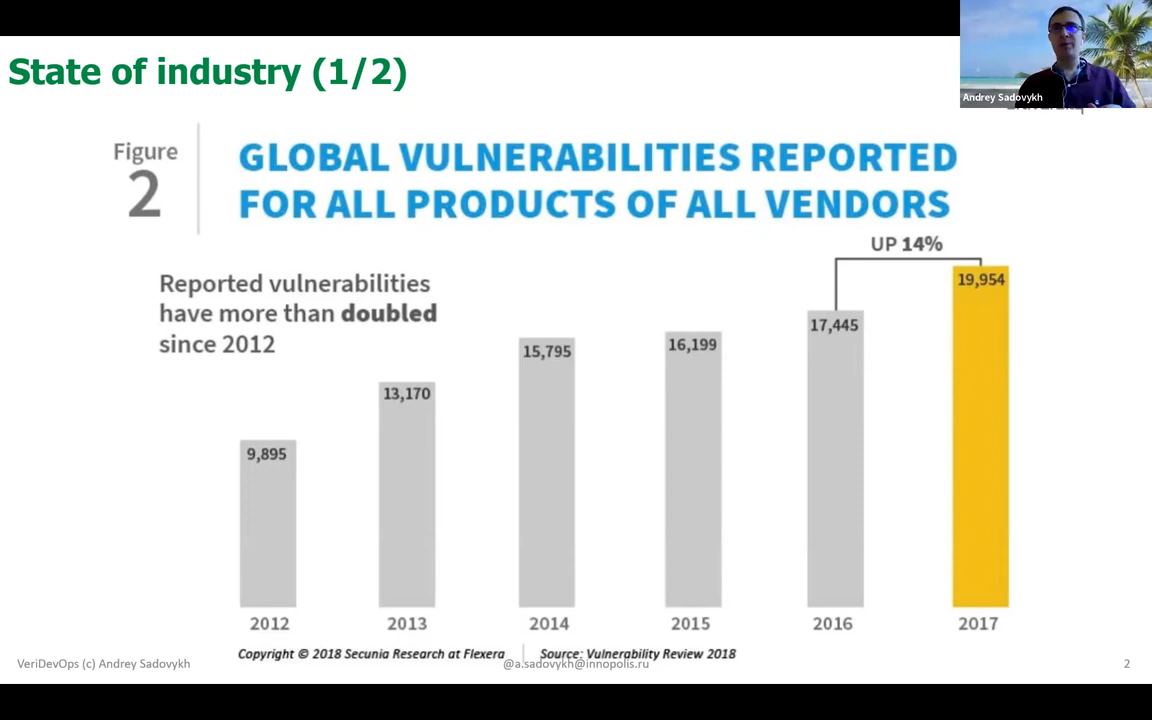 State of industry (1/2)
Andrey Sadovykh
Figure
2
GLOBAL VULNERABILITIES REPORTED
FOR ALL PRODUCTS OF ALL VENDORS
UP 14%
Reported vulnerabilities
have more than doubled
since 2012
9,895
13,170
15,795
16,199
17,445
19,954
2012
2013
2014
2015
2016
2017
Copyright © 2018 Secunia Research at Flexera
Source: Vulnerability Review 2018
VeriDevOps (c) Andrey Sadovykh
@a.sadovykh@innopolis.ru
2